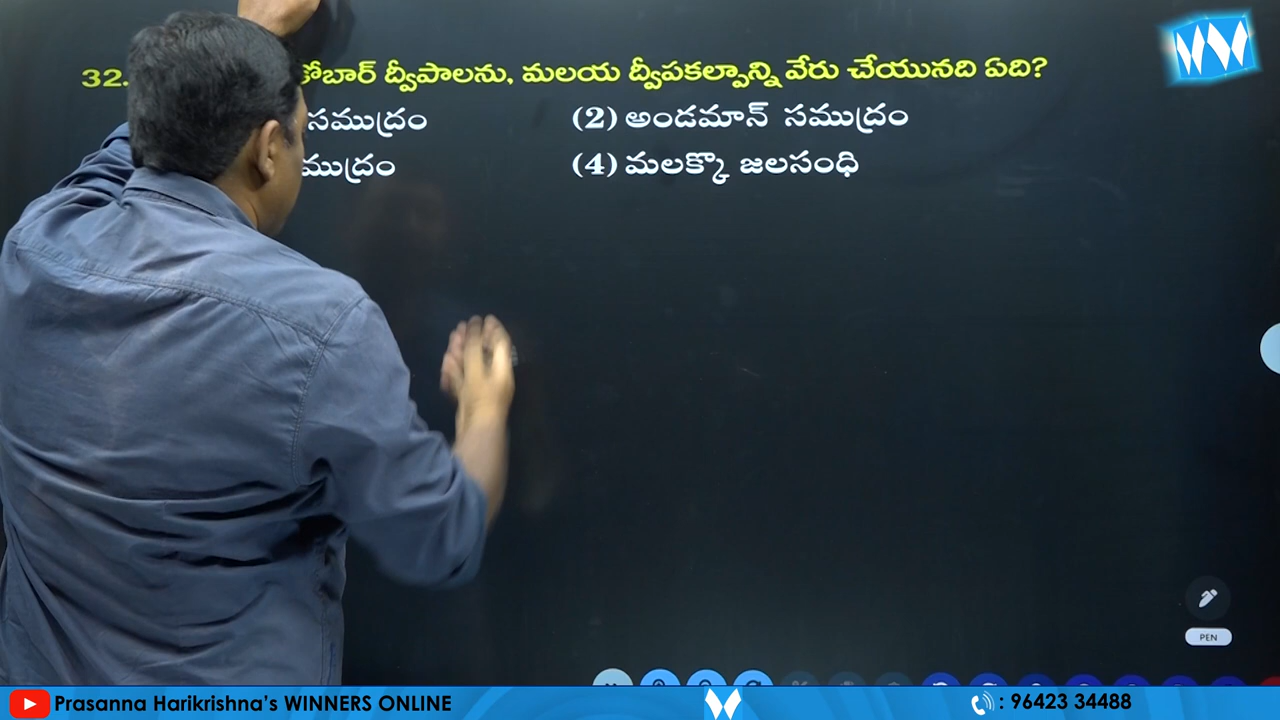 32. ద్వీపాలను, మలయ ద్వీపకల్పాన్ని వేరు చేయునది ఏది?
సముద్రం (2) అండమాన్ సముద్రం
(4) మలక్కా జలసంధి
PEN
Prasanna Harikrishna's WINNERS ONLINE : 96423 34488